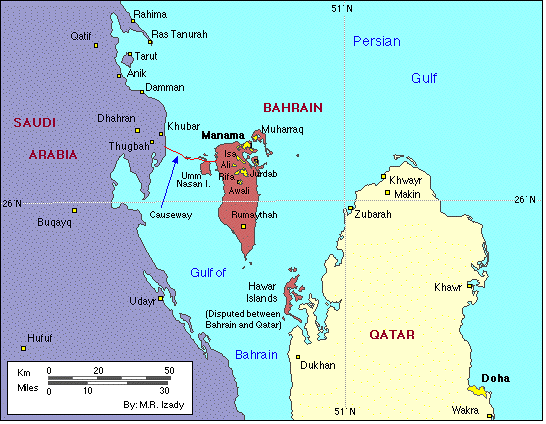 51°N
Rahima
Ras Tanurah
Qatif
Tarut
Anik
Damman
Persian
Gulf
SAUDI
ARABIA
Dhahran
Khubar
Thugbah
BAHRAIN
Manama
Muharraq
Isa
Ali
Rifa
Jurdab
Awali
Umm
Nasan I.
Causeway
Rumaythah
Khwayr
Makin
Zubarah
26°N
26°N
Buqayq
Gulf of
Bahrain
Udayr
Hawar
Islands
(Disputed between
Bahrain and Qatar)
Khawr
QATAR
Hufuf
Dukhan
Doha
Wakra
51°N
Km 0 10 50
Miles 0 10 30
By: M.R. Izady